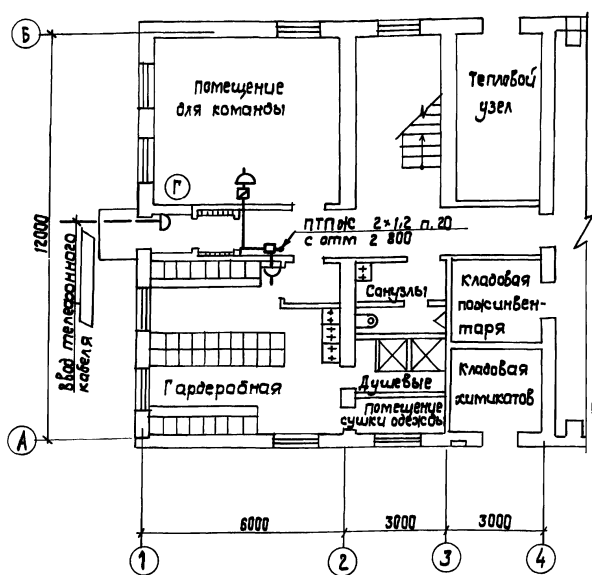 Б
Помещение
для команды
Тепловой
узел
Г
ПТПЖ 2×1,2 п.20
с отм 2 800
12000
Ввод телефонного
кабеля
Санузлы
Кладовая
пожинвен-
таря
Гардеробная
Душевые
Кладовая
химикатов
Помещение
сушки одежды
А
6000
3000
3000
1
2
3
4